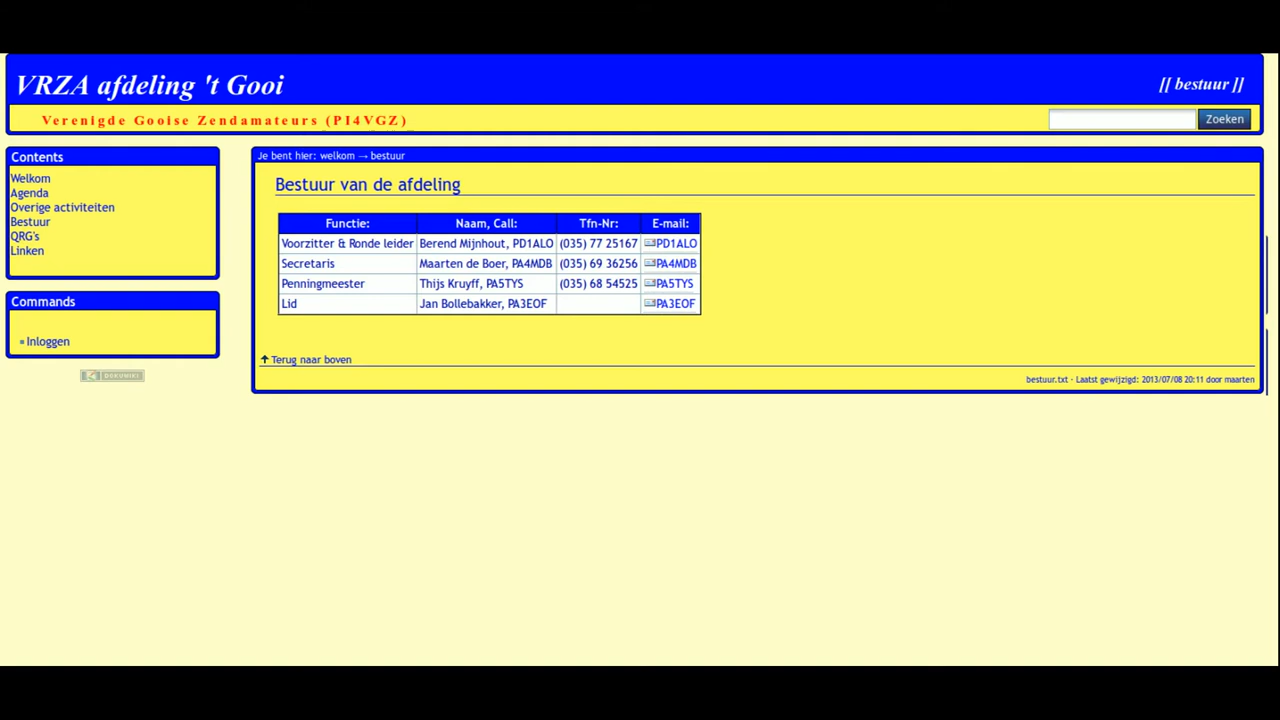 VRZA afdeling 't Gooi
[[ bestuur ]]
Verenigde Gooise Zendamateurs (PI4VGZ)
Zoeken
Contents
Welkom
Agenda
Overige activiteiten
Bestuur
QRG's
Linken
Commands
Inloggen
DOKUWIKI
Je bent hier: welkom → bestuur
Bestuur van de afdeling
Functie: Naam, Call: Tfn-Nr: E-mail:
Voorzitter & Ronde leider Berend Mijnhout, PD1ALO (035) 77 25167 PD1ALO
Secretaris Maarten de Boer, PA4MDB (035) 69 36256 PA4MDB
Penningmeester Thijs Kruyff, PA5TYS (035) 68 54525 PA5TYS
Lid Jan Bollebakker, PA3EOF PA3EOF
Terug naar boven
bestuur.txt · Laatst gewijzigd: 2013/07/08 20:11 door maarten